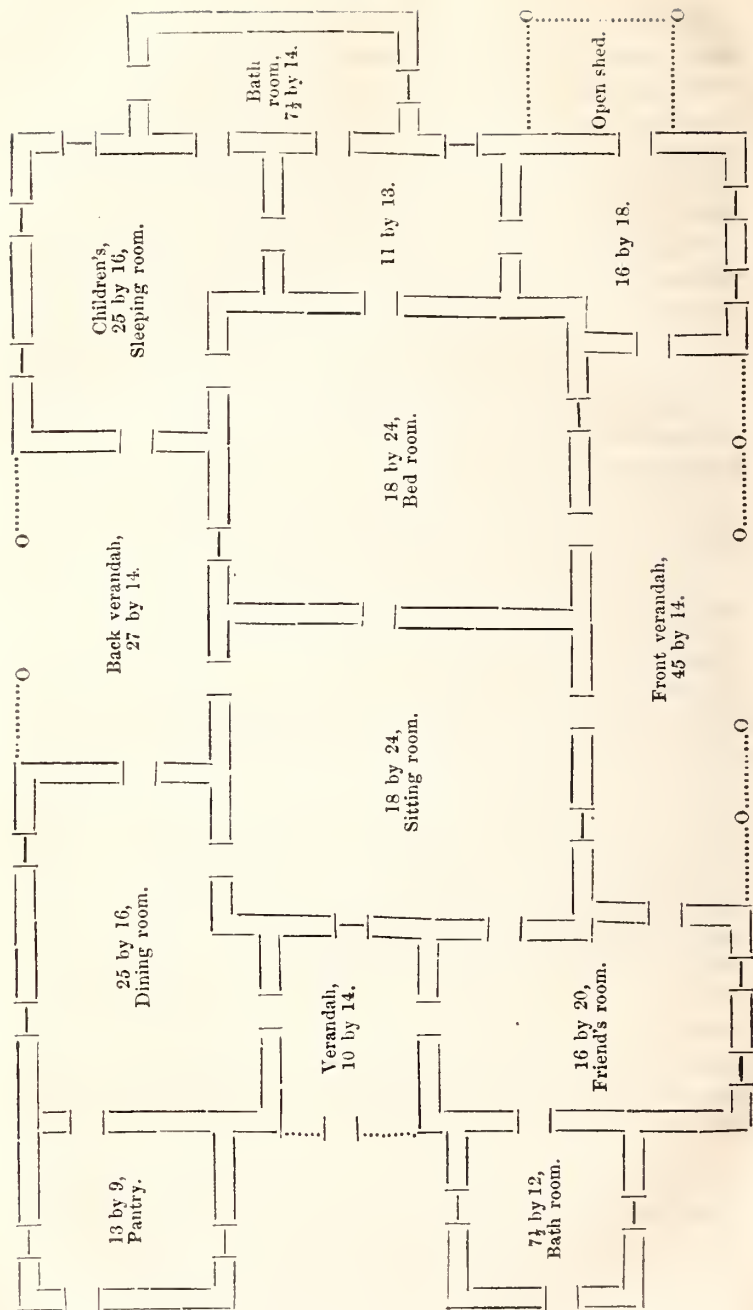 Bath
room,
7½ by 14.
Open shed.
Children's,
25 by 16,
Sleeping room.
11 by 13.
16 by 18.
Back verandah,
27 by 14.
18 by 24,
Bed room.
Front verandah,
45 by 14.
18 by 24,
Sitting room.
25 by 16,
Dining room.
Verandah,
10 by 14.
16 by 20,
Friend's room.
13 by 9,
Pantry.
7½ by 12,
Bath room.